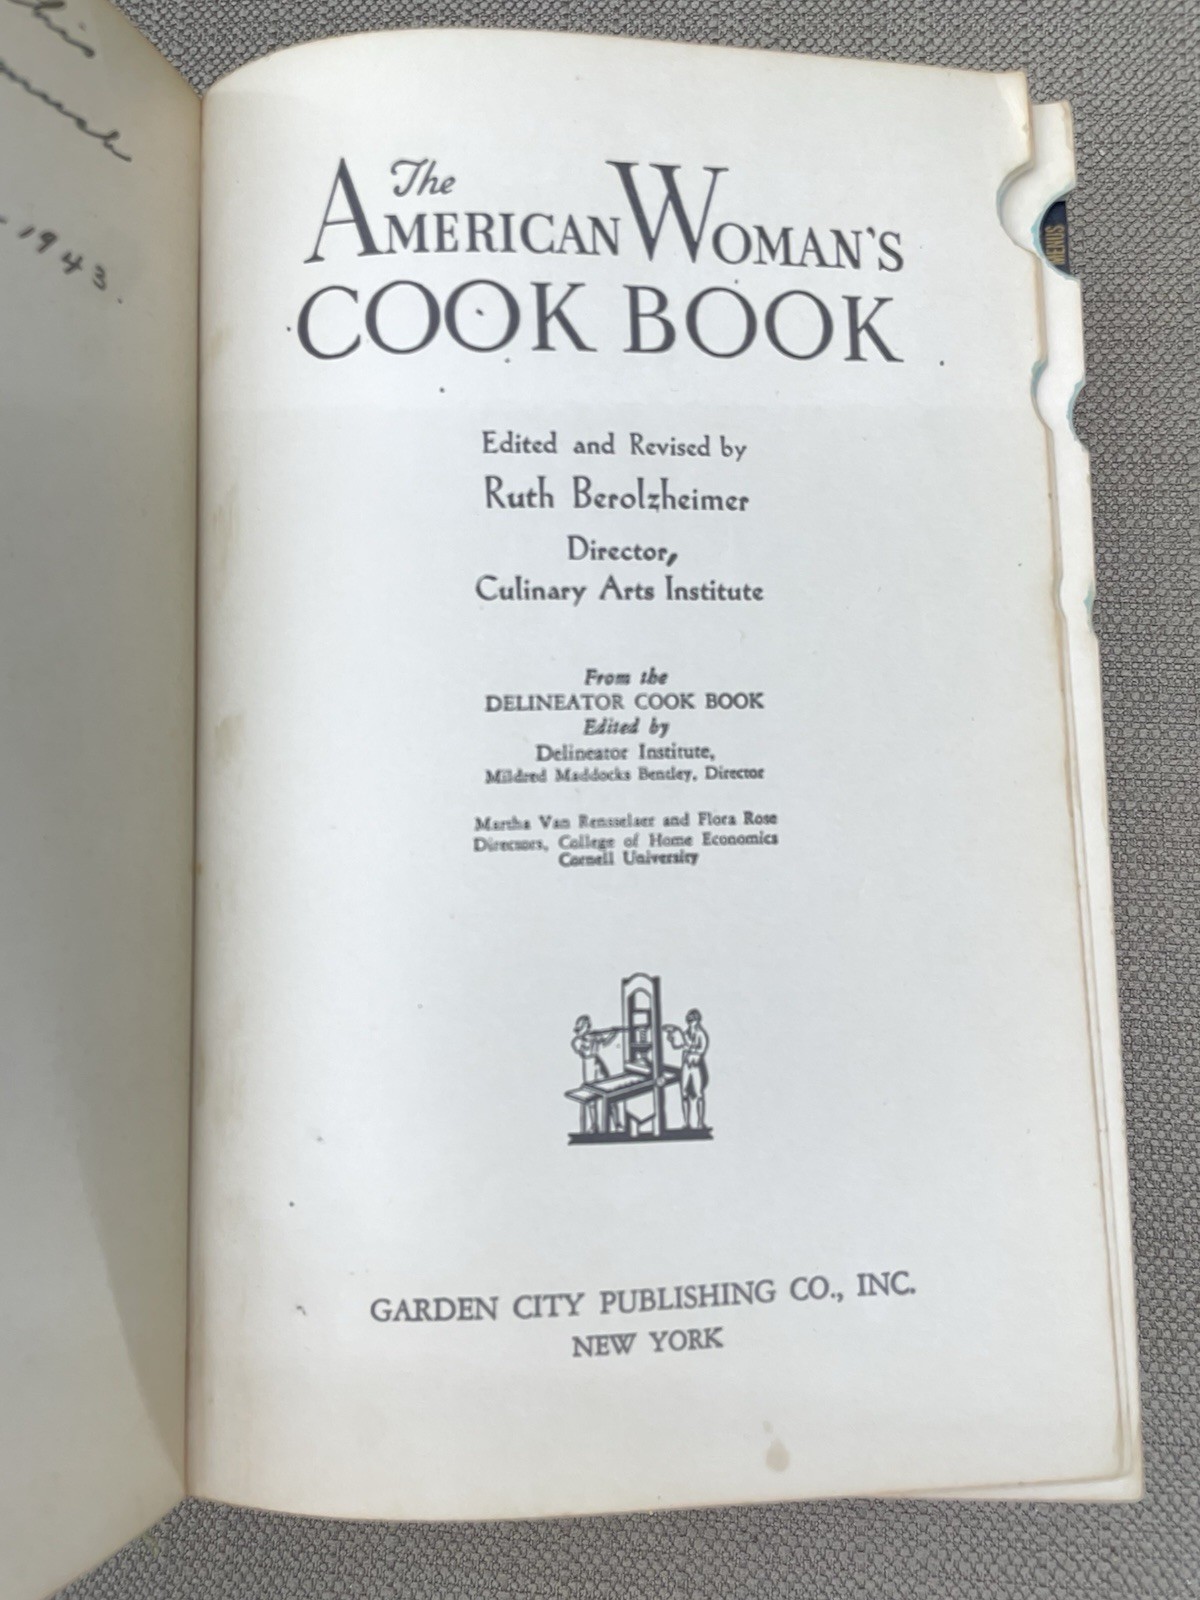 this
- 1943.
The
AMERICAN WOMAN'S
COOK BOOK
Edited and Revised by
Ruth Berolzheimer
Director,
Culinary Arts Institute
From the
DELINEATOR COOK BOOK
Edited by
Delineator Institute,
Mildred Maddocks Bentley, Director
Martha Van Rensselaer and Flora Rose
Directors, College of Home Economics
Cornell University
GARDEN CITY PUBLISHING CO., INC.
NEW YORK
MENUS